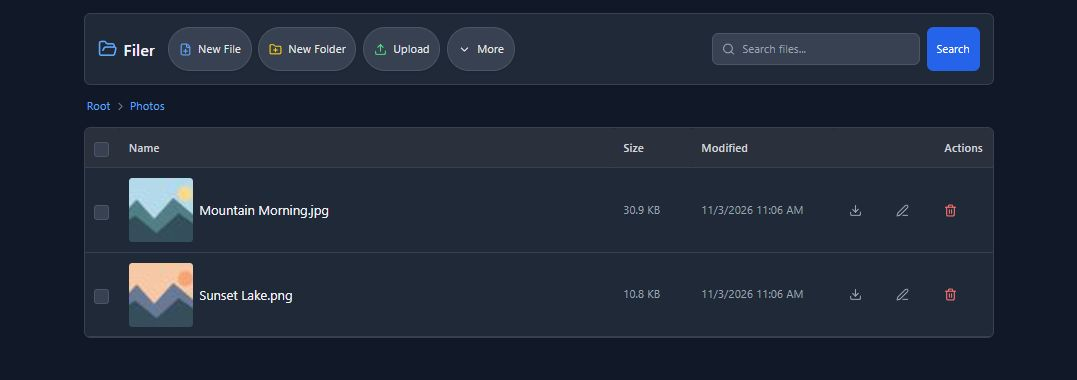 Filer New File New Folder Upload More Search files... Search
Root > Photos
Name Size Modified Actions
Mountain Morning.jpg 30.9 KB 11/3/2026 11:06 AM
Sunset Lake.png 10.8 KB 11/3/2026 11:06 AM